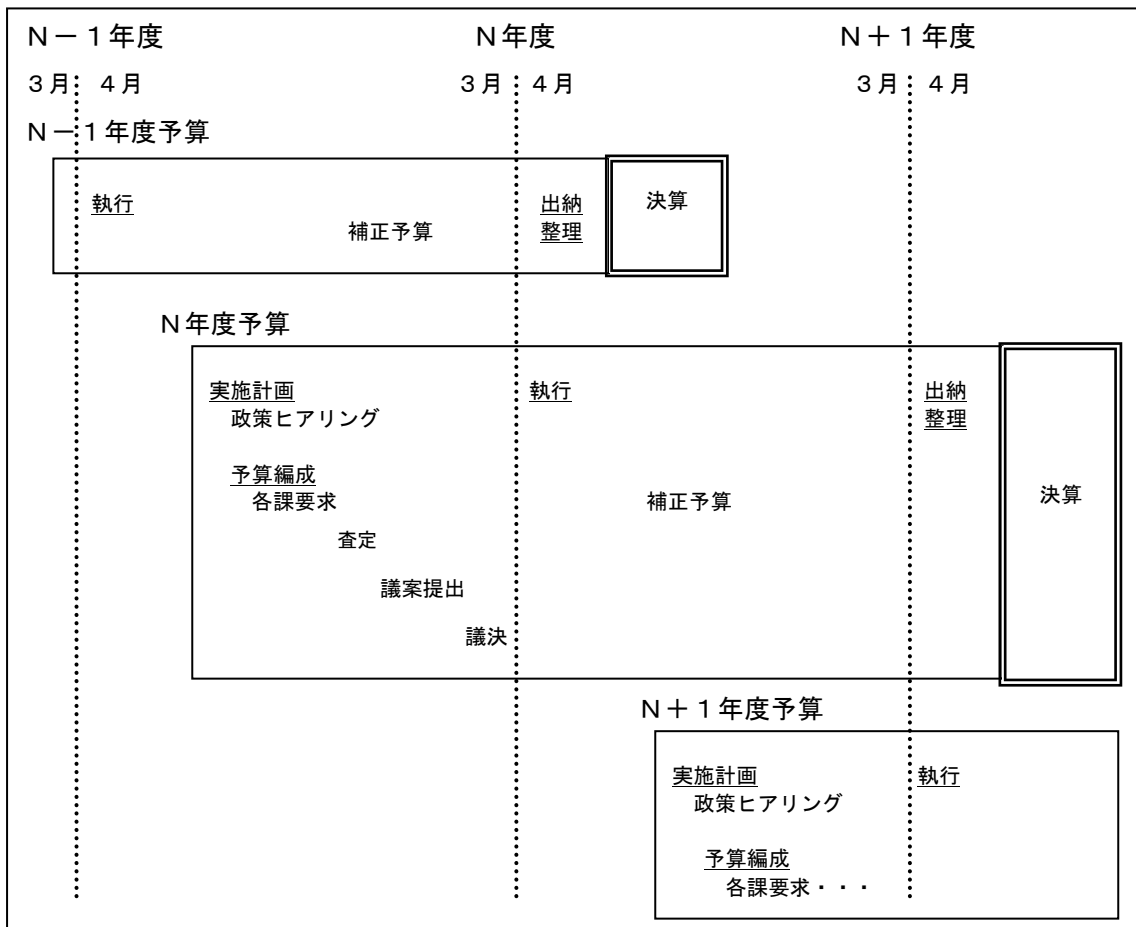 N－1年度 N年度 N＋1年度
3月 4月 3月 4月 3月 4月
N－1年度予算
執行 出納 決算
補正予算 整理
N年度予算
実施計画 執行 出納
政策ヒアリング 整理
予算編成
各課要求 補正予算 決算
査定
議案提出
議決
N＋1年度予算
実施計画 執行
政策ヒアリング
予算編成
各課要求・・・